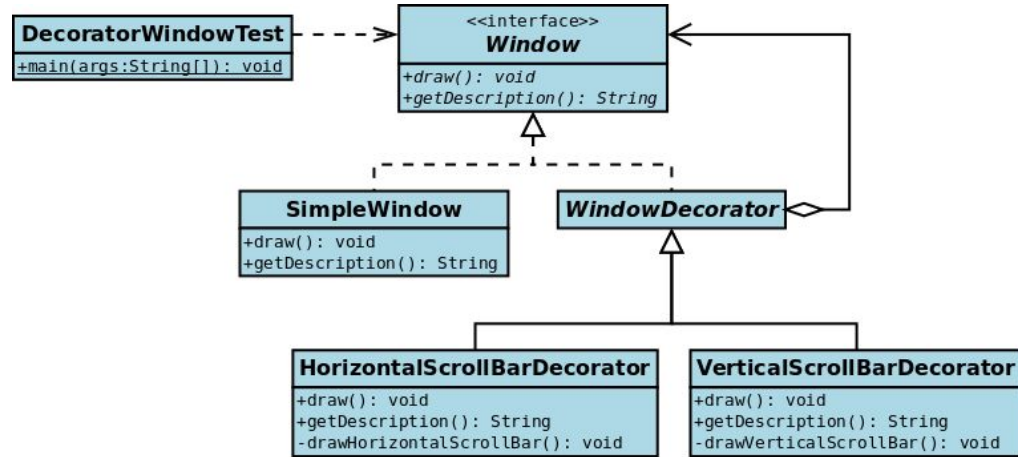 DecoratorWindowTest
+main(args:String[]): void
<<interface>>
Window
+draw(): void
+getDescription(): String
SimpleWindow
+draw(): void
+getDescription(): String
WindowDecorator
HorizontalScrollBarDecorator
+draw(): void
+getDescription(): String
-drawHorizontalScrollBar(): void
VerticalScrollBarDecorator
+draw(): void
+getDescription(): String
-drawVerticalScrollBar(): void